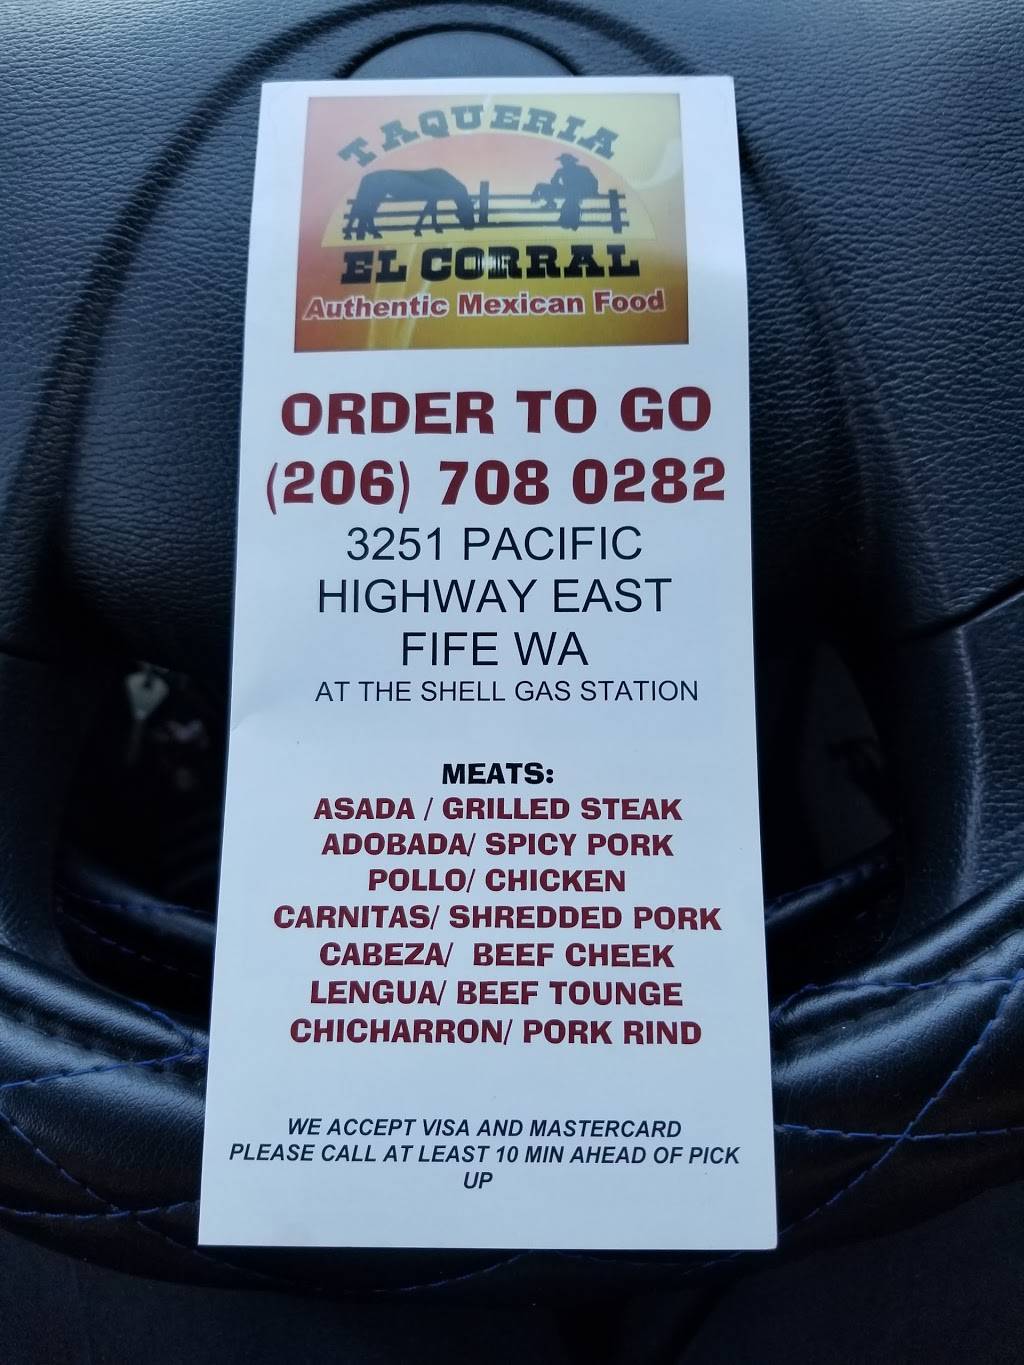 TAQUERIA
EL CORRAL
Authentic Mexican Food
ORDER TO GO
(206) 708 0282
3251 PACIFIC
HIGHWAY EAST
FIFE WA
AT THE SHELL GAS STATION
MEATS:
ASADA / GRILLED STEAK
ADOBADA/ SPICY PORK
POLLO/ CHICKEN
CARNITAS/ SHREDDED PORK
CABEZA/ BEEF CHEEK
LENGUA/ BEEF TOUNGE
CHICHARRON/ PORK RIND
WE ACCEPT VISA AND MASTERCARD
PLEASE CALL AT LEAST 10 MIN AHEAD OF PICK
UP